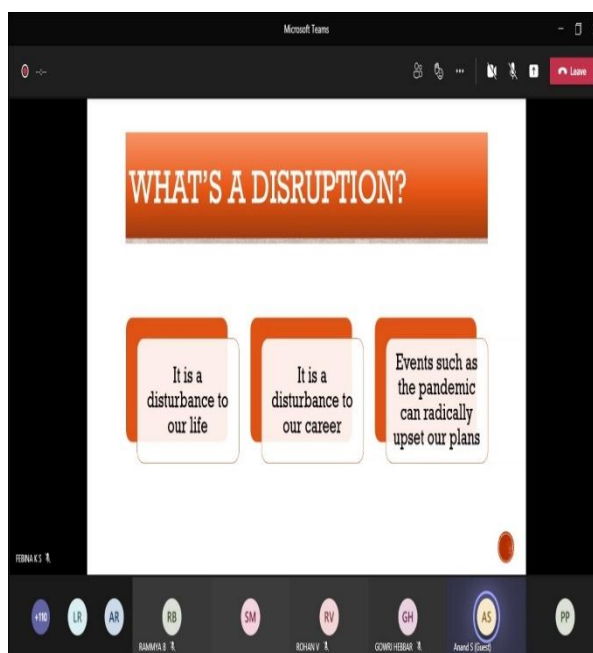 Microsoft Teams
Leave
WHAT'S A DISRUPTION?
It is a
disturbance to
our life
It is a
disturbance to
our career
Events such as
the pandemic
can radically
upset our plans
FEBINA K S
+110
LR
AR
RB
SM
RV
GH
AS
PP
RAMMYA B
ROHAN V
GOWRI HEBBAR
Anand S (Guest)